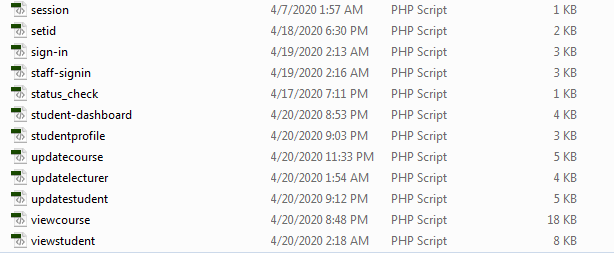 session 4/7/2020 1:57 AM PHP Script 1 KB
setid 4/18/2020 6:30 PM PHP Script 2 KB
sign-in 4/19/2020 2:13 AM PHP Script 3 KB
staff-signin 4/19/2020 2:16 AM PHP Script 3 KB
status_check 4/17/2020 7:11 PM PHP Script 1 KB
student-dashboard 4/20/2020 8:53 PM PHP Script 4 KB
studentprofile 4/20/2020 9:03 PM PHP Script 3 KB
updatecourse 4/20/2020 11:33 PM PHP Script 5 KB
updatelecturer 4/20/2020 1:54 AM PHP Script 4 KB
updatestudent 4/20/2020 9:12 PM PHP Script 5 KB
viewcourse 4/20/2020 8:48 PM PHP Script 18 KB
viewstudent 4/20/2020 2:18 AM PHP Script 8 KB